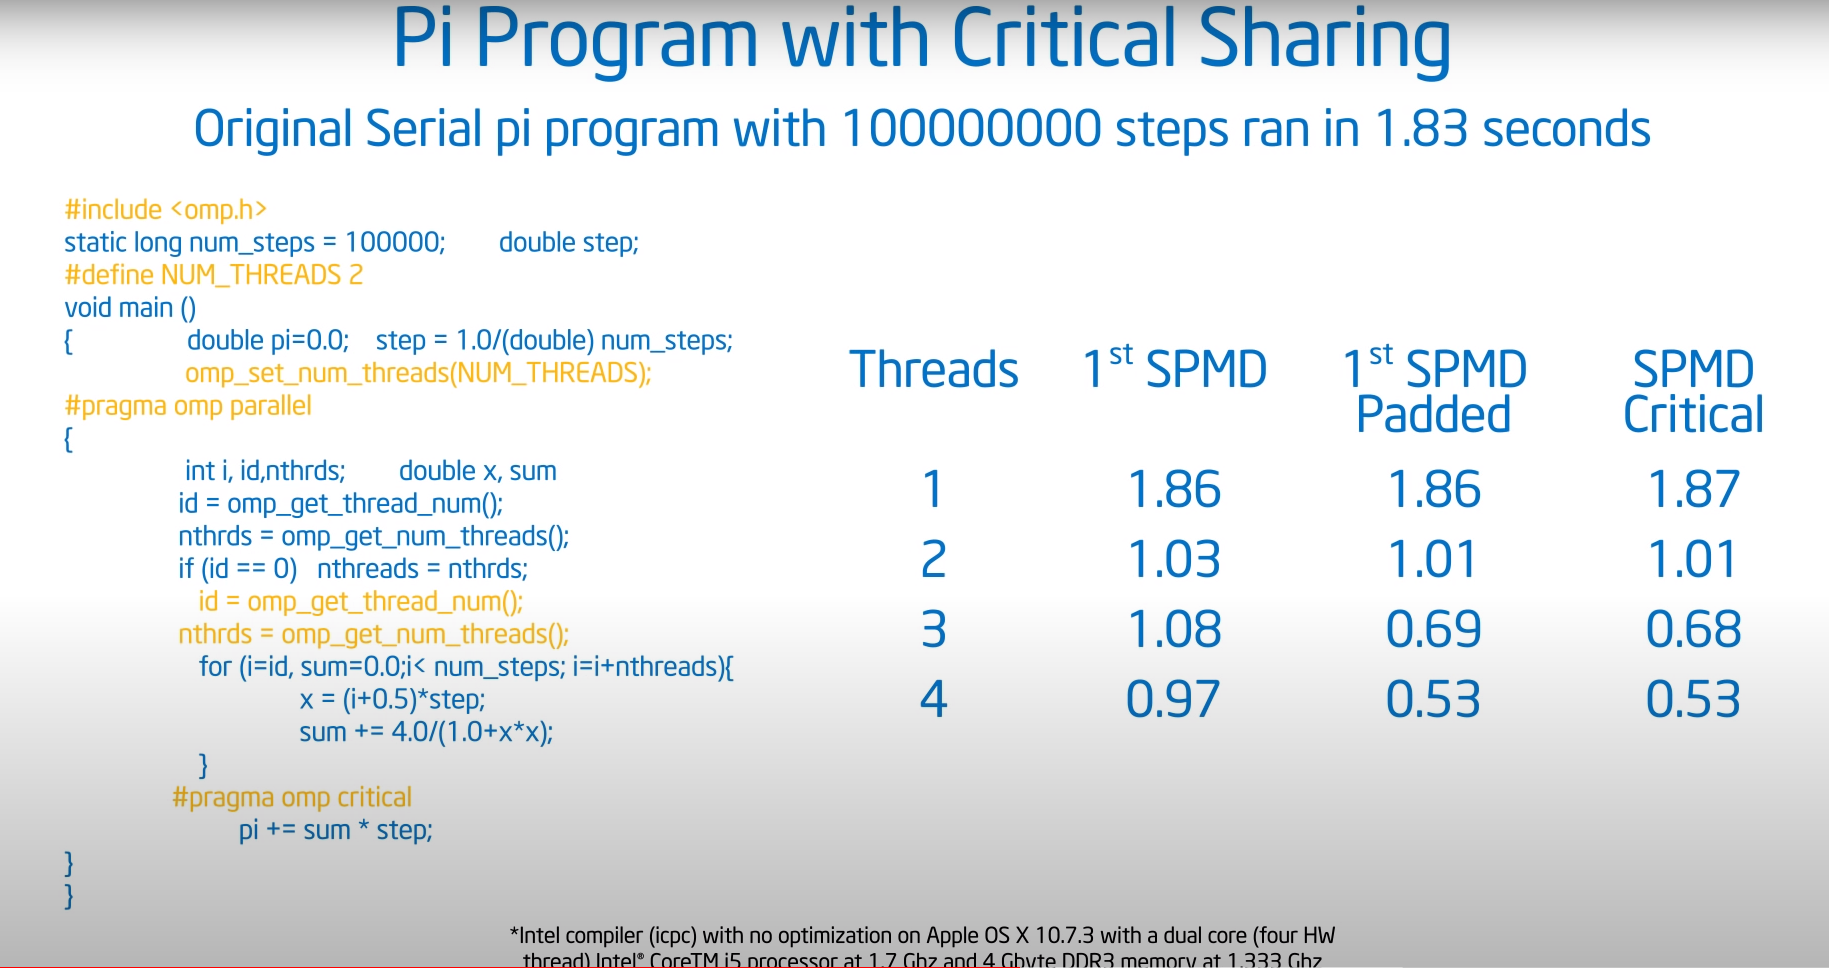 Pi Program with Critical Sharing
Original Serial pi program with 100000000 steps ran in 1.83 seconds
#include <omp.h>
static long num_steps = 100000; double step;
#define NUM_THREADS 2
void main ()
{ double pi=0.0; step = 1.0/(double) num_steps;
omp_set_num_threads(NUM_THREADS);
#pragma omp parallel
{
int i, id,nthrds; double x, sum
id = omp_get_thread_num();
nthrds = omp_get_num_threads();
if (id == 0) nthreads = nthrds;
id = omp_get_thread_num();
nthrds = omp_get_num_threads();
for (i=id, sum=0.0;i< num_steps; i=i+nthreads){
x = (i+0.5)*step;
sum += 4.0/(1.0+x*x);
}
#pragma omp critical
pi += sum * step;
}
}
Threads 1st SPMD 1st SPMD Padded SPMD Critical
1 1.86 1.86 1.87
2 1.03 1.01 1.01
3 1.08 0.69 0.68
4 0.97 0.53 0.53
*Intel compiler (icpc) with no optimization on Apple OS X 10.7.3 with a dual core (four HW
thread) Intel® CoreTM i5 processor at 1.7 Ghz and 4 Gbyte DDR3 memory at 1.333 Ghz